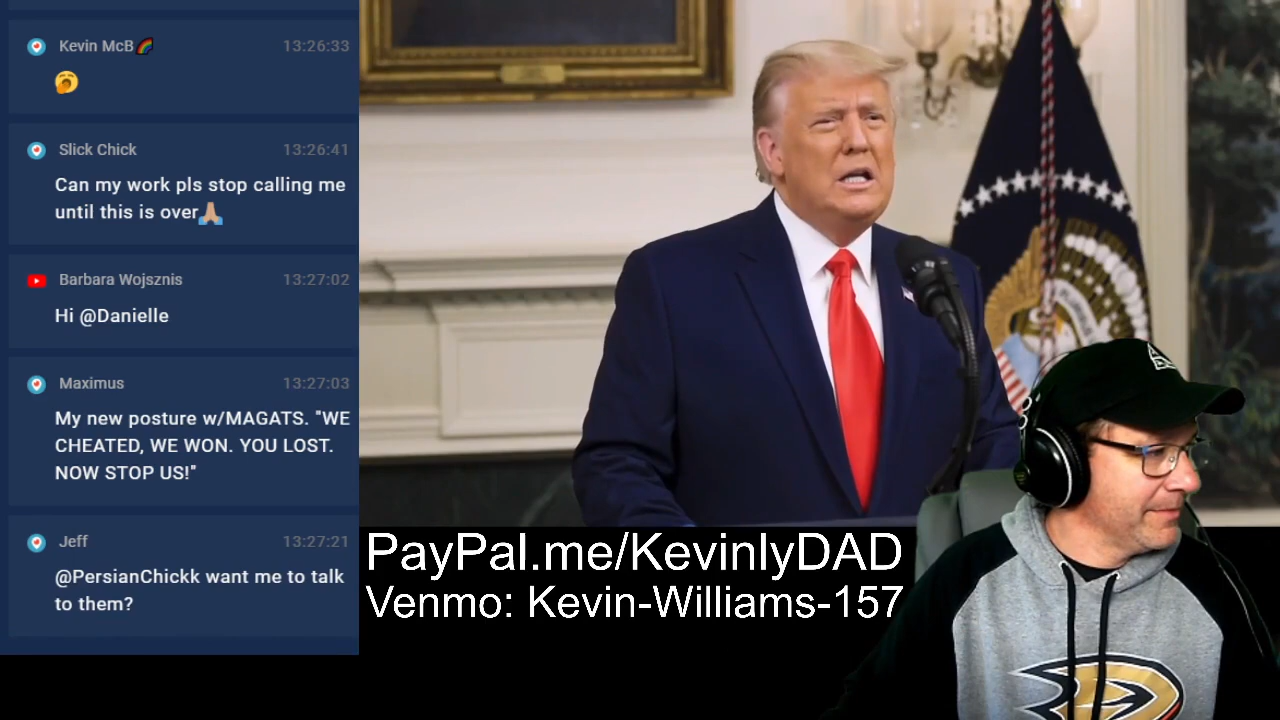 Kevin McB🌈 13:26:33
🥱
Slick Chick 13:26:41
Can my work pls stop calling me
until this is over🙏🏼
Barbara Wojsznis 13:27:02
Hi @Danielle
Maximus 13:27:03
My new posture w/MAGATS. "WE
CHEATED, WE WON. YOU LOST.
NOW STOP US!"
Jeff 13:27:21
@PersianChickk want me to talk
to them?
PayPal.me/KevinlyDAD
Venmo: Kevin-Williams-157